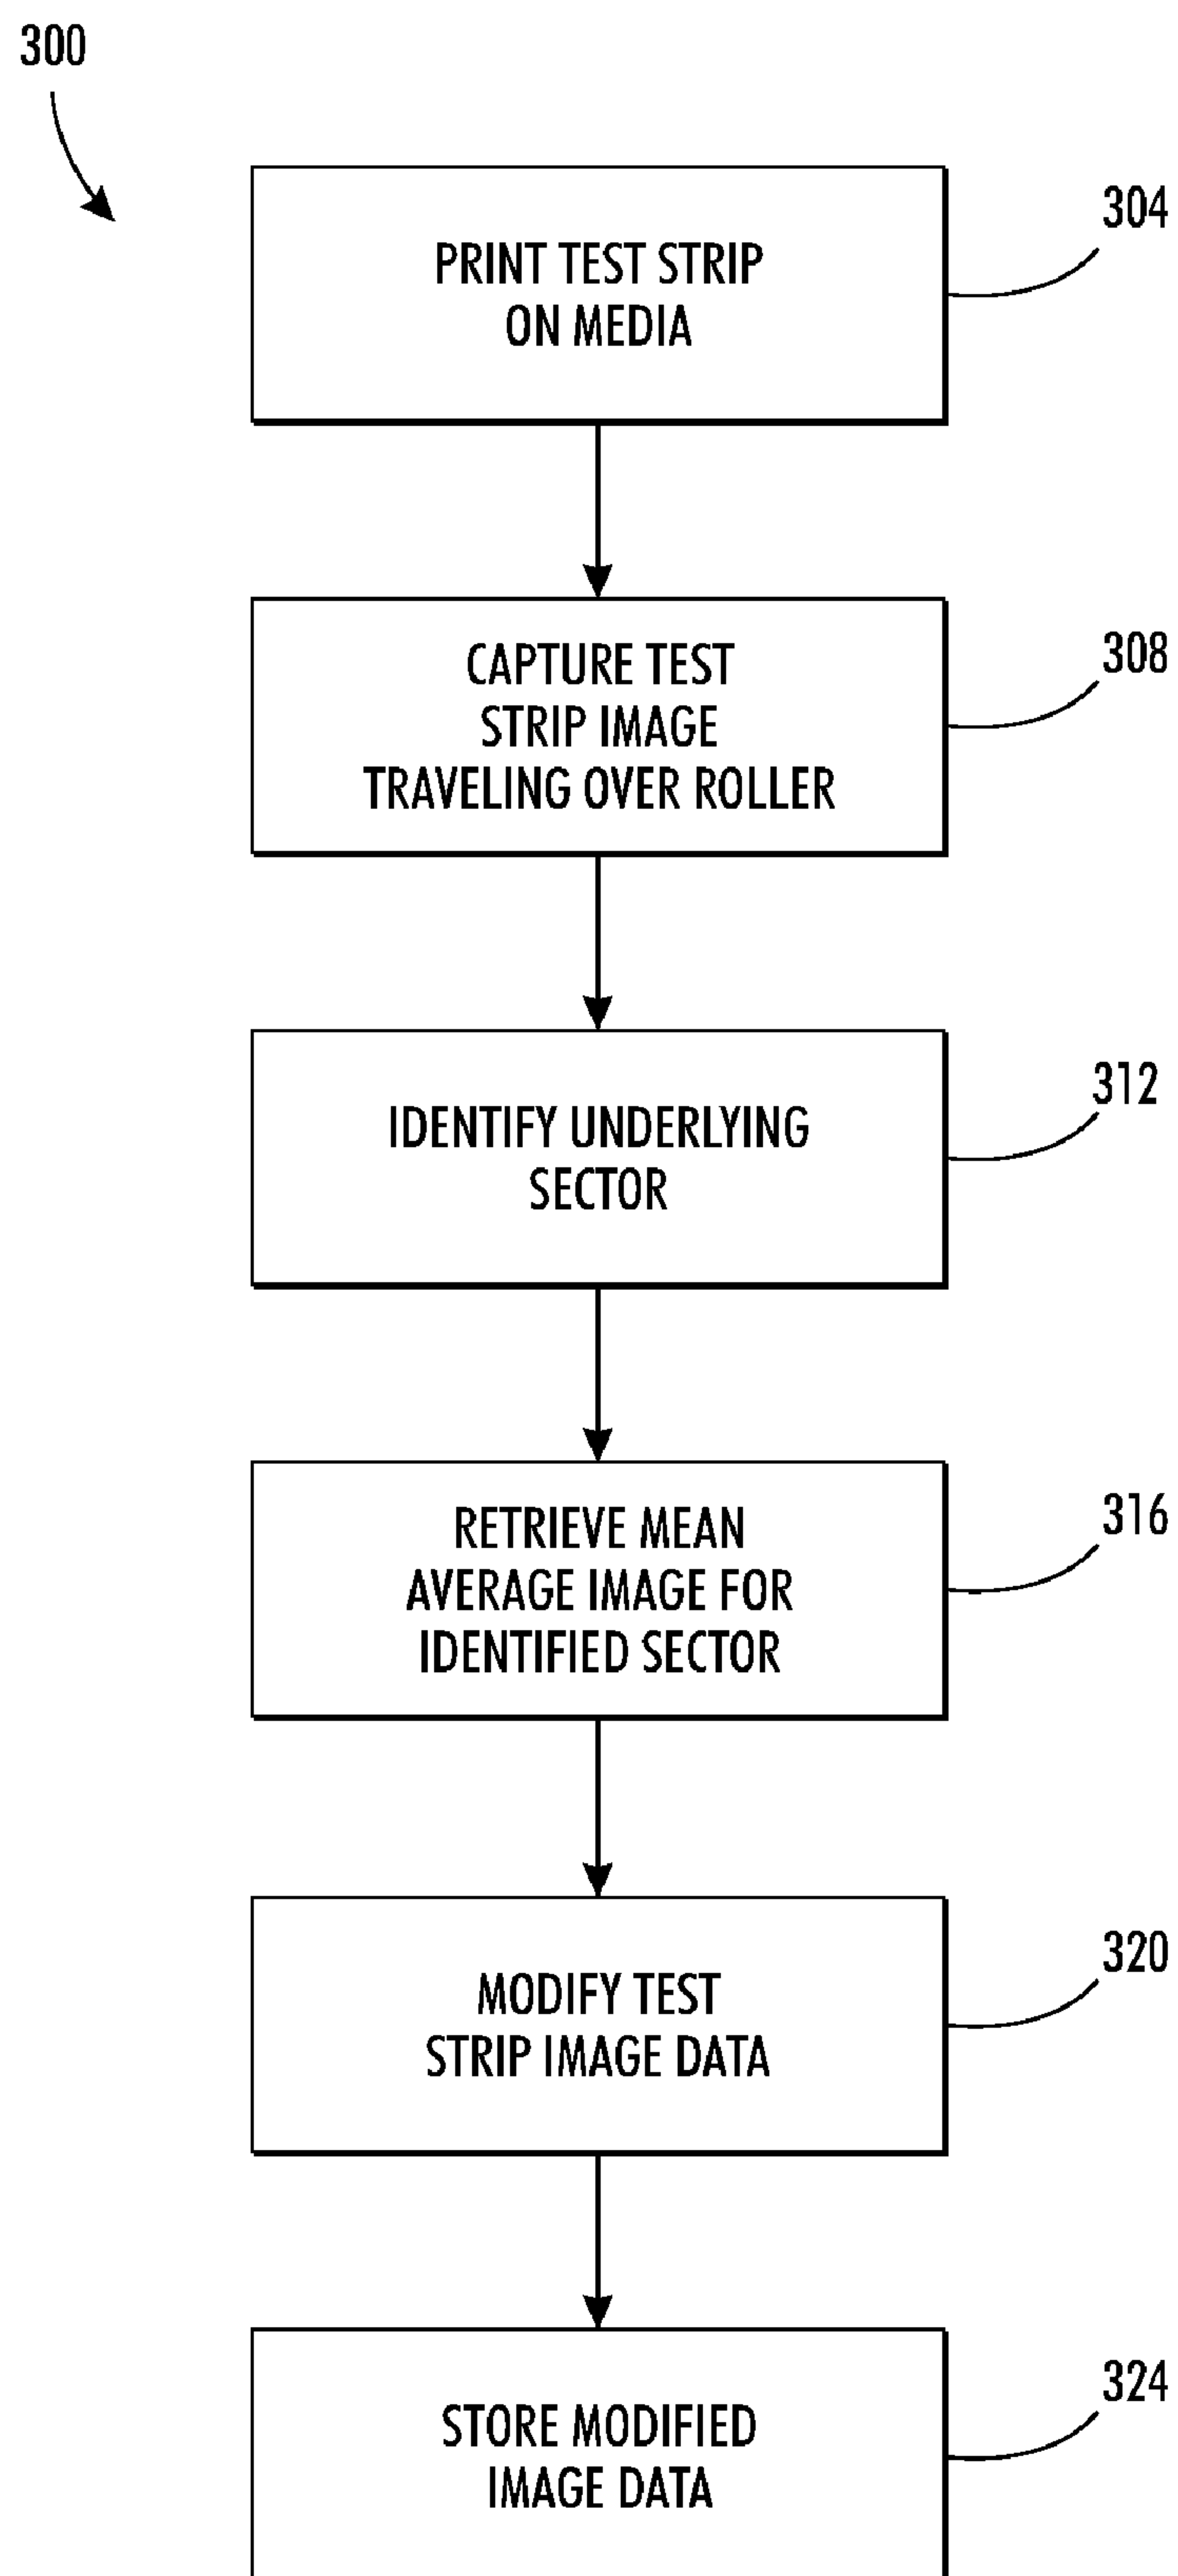 300
PRINT TEST STRIP
ON MEDIA
304
CAPTURE TEST
STRIP IMAGE
TRAVELING OVER ROLLER
308
IDENTIFY UNDERLYING
SECTOR
312
RETRIEVE MEAN
AVERAGE IMAGE FOR
IDENTIFIED SECTOR
316
MODIFY TEST
STRIP IMAGE DATA
320
STORE MODIFIED
IMAGE DATA
324